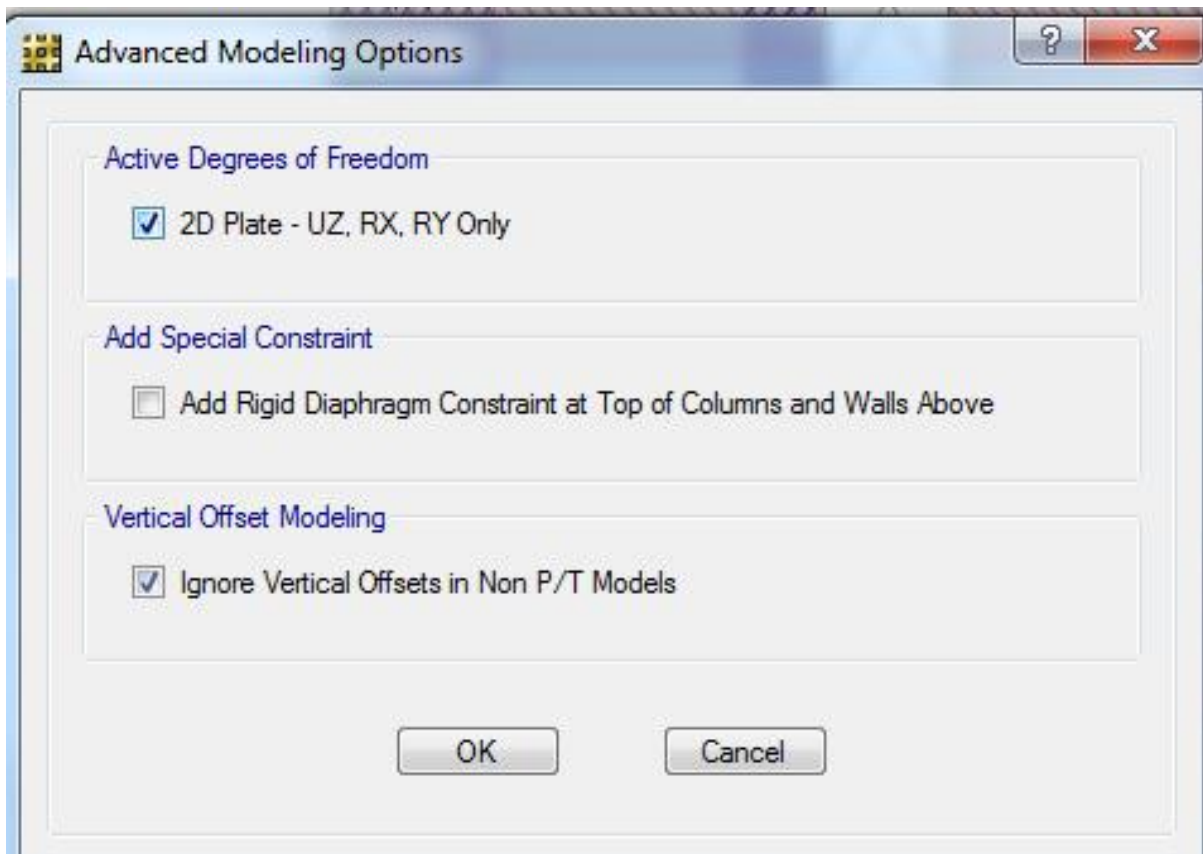 Advanced Modeling Options
?
X
Active Degrees of Freedom
2D Plate - UZ, RX, RY Only
Add Special Constraint
Add Rigid Diaphragm Constraint at Top of Columns and Walls Above
Vertical Offset Modeling
Ignore Vertical Offsets in Non P/T Models
OK
Cancel